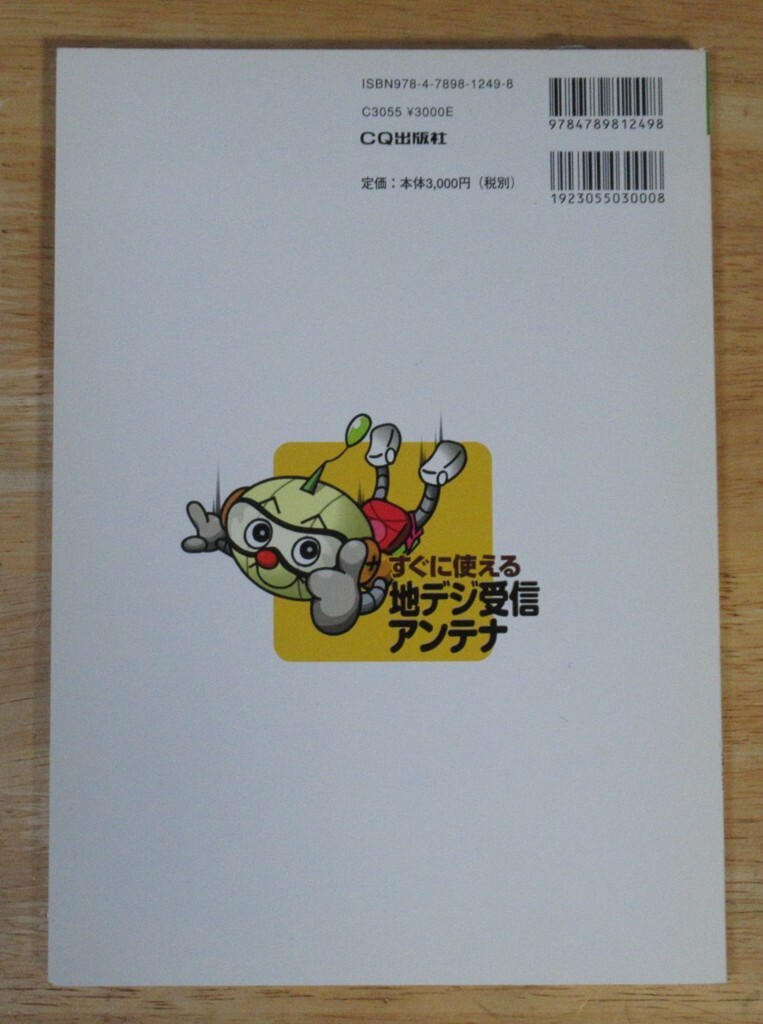 ISBN978-4-7898-1249-8
C3055 ¥3000E
CQ出版社
定価：本体3,000円（税別）
9784789812498
1923055030008
すぐに使える
地デジ受信
アンテナ